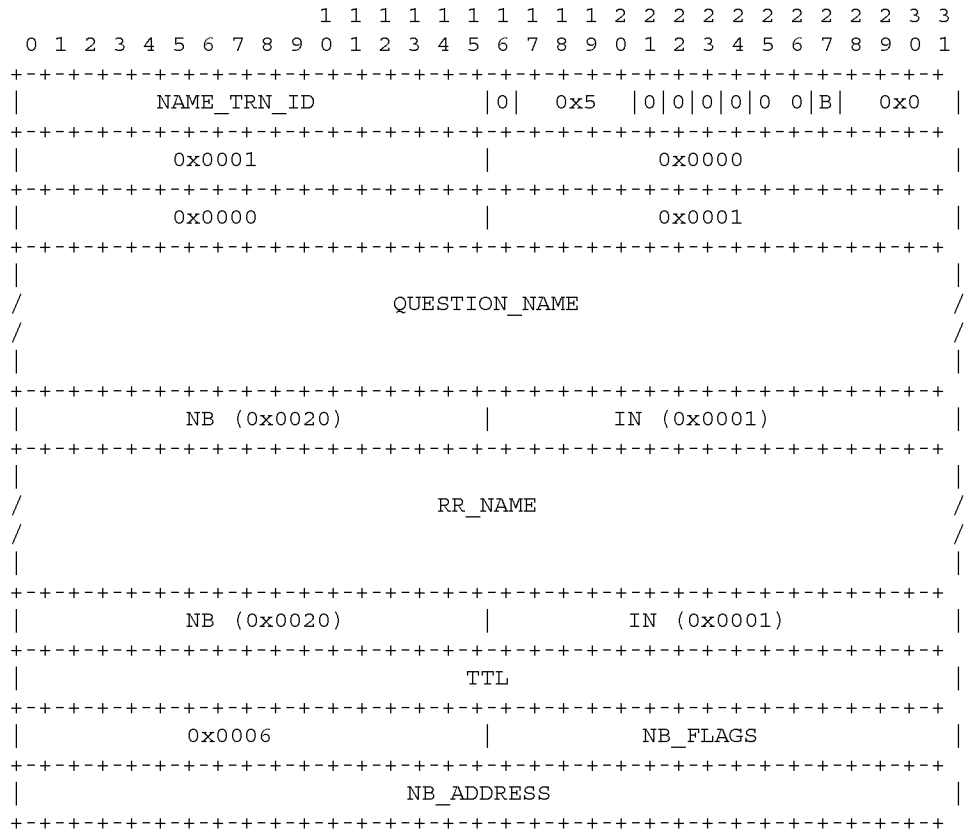 1 1 1 1 1 1 1 1 1 1 2 2 2 2 2 2 2 2 2 2 3 3
 0 1 2 3 4 5 6 7 8 9 0 1 2 3 4 5 6 7 8 9 0 1 2 3 4 5 6 7 8 9 0 1
+-+-+-+-+-+-+-+-+-+-+-+-+-+-+-+-+-+-+-+-+-+-+-+-+-+-+-+-+-+-+-+-+
|         NAME_TRN_ID           |0|  0x5  |0|0|0|0|0 0|B|  0x0  |
+-+-+-+-+-+-+-+-+-+-+-+-+-+-+-+-+-+-+-+-+-+-+-+-+-+-+-+-+-+-+-+-+
|          0x0001               |           0x0000              |
+-+-+-+-+-+-+-+-+-+-+-+-+-+-+-+-+-+-+-+-+-+-+-+-+-+-+-+-+-+-+-+-+
|          0x0000               |           0x0001              |
+-+-+-+-+-+-+-+-+-+-+-+-+-+-+-+-+-+-+-+-+-+-+-+-+-+-+-+-+-+-+-+-+
|                                                               |
/                         QUESTION_NAME                         /
/                                                               /
|                                                               |
+-+-+-+-+-+-+-+-+-+-+-+-+-+-+-+-+-+-+-+-+-+-+-+-+-+-+-+-+-+-+-+-+
|           NB (0x0020)         |        IN (0x0001)            |
+-+-+-+-+-+-+-+-+-+-+-+-+-+-+-+-+-+-+-+-+-+-+-+-+-+-+-+-+-+-+-+-+
|                                                               |
/                            RR_NAME                            /
/                                                               /
|                                                               |
+-+-+-+-+-+-+-+-+-+-+-+-+-+-+-+-+-+-+-+-+-+-+-+-+-+-+-+-+-+-+-+-+
|           NB (0x0020)         |         IN (0x0001)           |
+-+-+-+-+-+-+-+-+-+-+-+-+-+-+-+-+-+-+-+-+-+-+-+-+-+-+-+-+-+-+-+-+
|                              TTL                              |
+-+-+-+-+-+-+-+-+-+-+-+-+-+-+-+-+-+-+-+-+-+-+-+-+-+-+-+-+-+-+-+-+
|           0x0006              |          NB_FLAGS             |
+-+-+-+-+-+-+-+-+-+-+-+-+-+-+-+-+-+-+-+-+-+-+-+-+-+-+-+-+-+-+-+-+
|                          NB_ADDRESS                           |
+-+-+-+-+-+-+-+-+-+-+-+-+-+-+-+-+-+-+-+-+-+-+-+-+-+-+-+-+-+-+-+-+